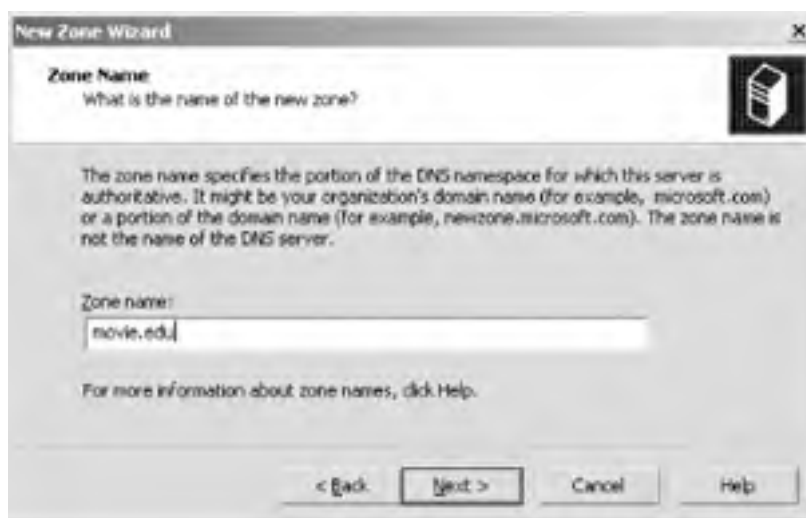 New Zone Wizard
Zone Name
What is the name of the new zone?
The zone name specifies the portion of the DNS namespace for which this server is
authoritative. It might be your organization's domain name (for example, microsoft.com)
or a portion of the domain name (for example, newzone.microsoft.com). The zone name is
not the name of the DNS server.
Zone name:
movie.edu
For more information about zone names, click Help.
< Back
Next >
Cancel
Help